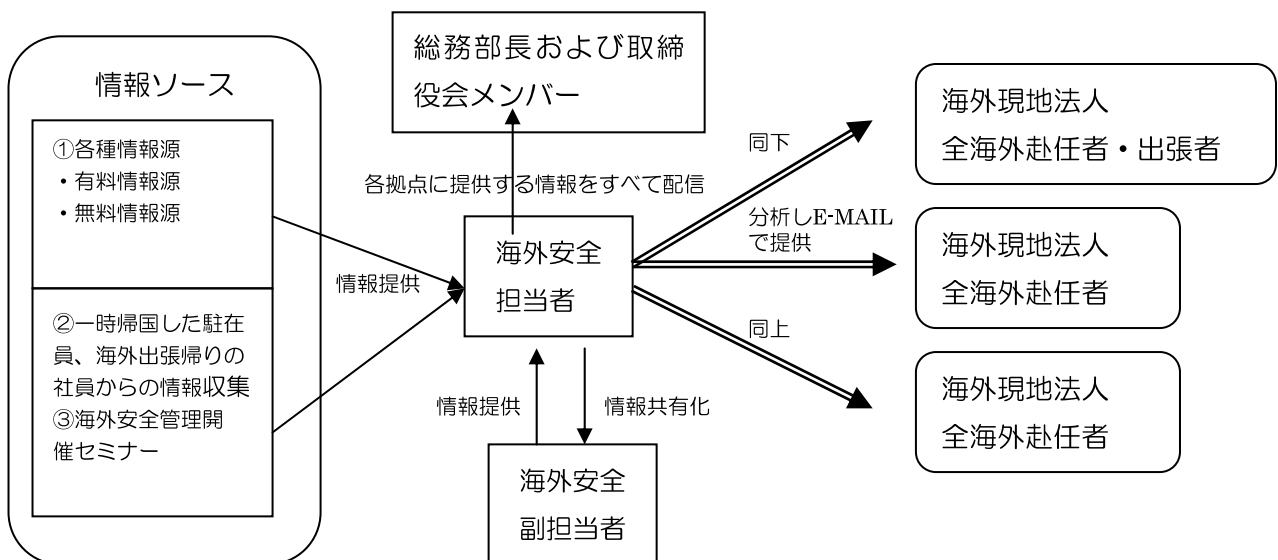 情報ソース
①各種情報源
・有料情報源
・無料情報源
②一時帰国した駐在
員、海外出張帰りの
社員からの情報収集
③海外安全管理開
催セミナー
情報提供
総務部長および取締
役会メンバー
各拠点に提供する情報をすべて配信
海外安全
担当者
情報提供
情報共有化
海外安全
副担当者
同下
分析しE-MAIL
で提供
同上
海外現地法人
全海外赴任者・出張者
海外現地法人
全海外赴任者
海外現地法人
全海外赴任者